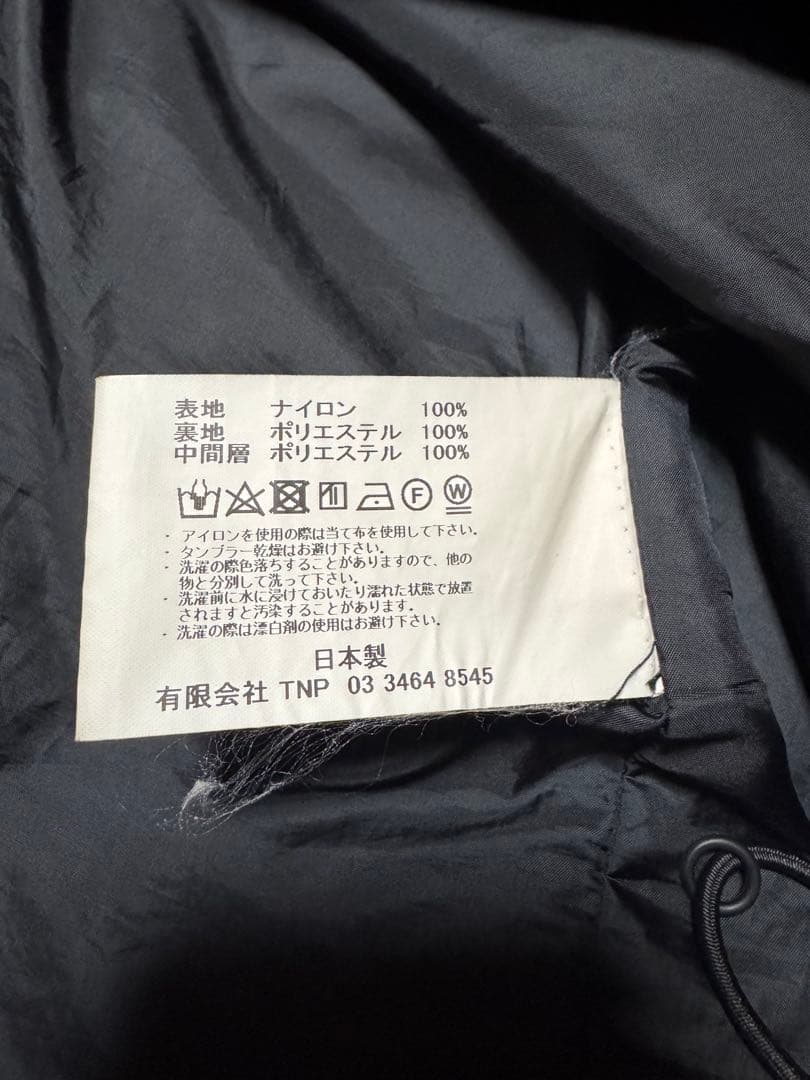 表地 ナイロン 100%
裏地 ポリエステル 100%
中間層 ポリエステル 100%
F W
・アイロンを使用の際は当て布を使用して下さい。
・タンブラー乾燥はお避け下さい。
・洗濯の際色落ちすることがありますので、他の
物と分別して洗って下さい。
・洗濯前に水に浸けておいたり濡れた状態で放置
されますと汚染することがあります。
・洗濯の際は漂白剤の使用はお避け下さい。
日本製
有限会社 TNP 03 3464 8545